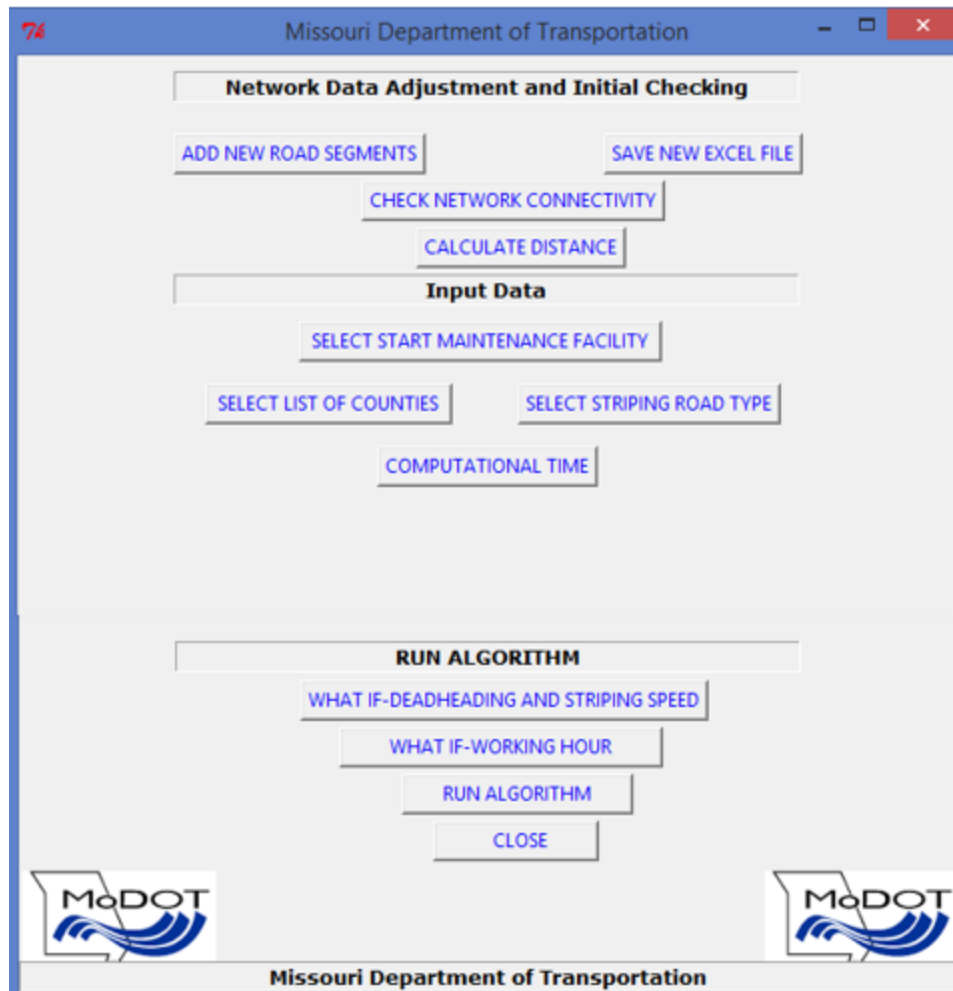 Missouri Department of Transportation
Network Data Adjustment and Initial Checking
ADD NEW ROAD SEGMENTS SAVE NEW EXCEL FILE
CHECK NETWORK CONNECTIVITY
CALCULATE DISTANCE
Input Data
SELECT START MAINTENANCE FACILITY
SELECT LIST OF COUNTIES SELECT STRIPING ROAD TYPE
COMPUTATIONAL TIME
RUN ALGORITHM
WHAT IF-DEADHEADING AND STRIPING SPEED
WHAT IF-WORKING HOUR
RUN ALGORITHM
CLOSE
MoDOT MoDOT
Missouri Department of Transportation